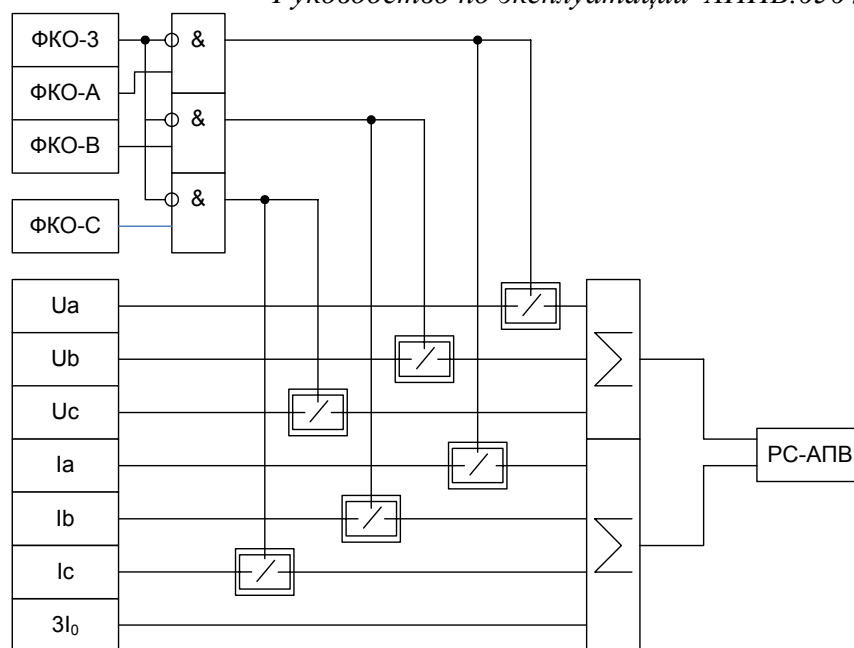 Руководство по эксплуатации
ФКО-3
&
ФКО-А
ФКО-В
&
ФКО-С
&
Ua
Ub
Uc
Ia
Ib
Ic
3I₀
∑
∑
РС-АПВ